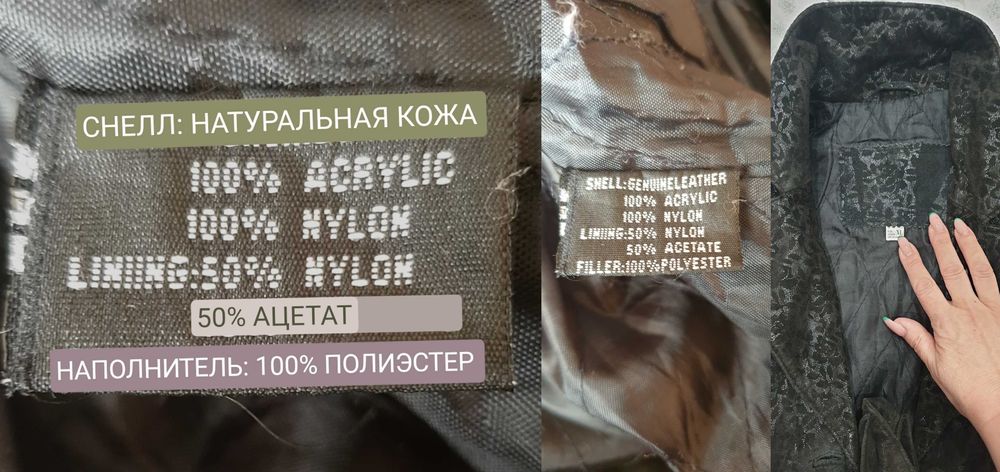 СНЕЛЛ: НАТУРАЛЬНАЯ КОЖА
100% ACRYLIC
100% NYLON
LINING:50% NYLON
50% АЦЕТАТ
НАПОЛНИТЕЛЬ: 100% ПОЛИЭСТЕР
SHELL:GENUINELEATHER
100% ACRYLIC
100% NYLON
LINING:50% NYLON
50% ACETATE
FILLER:100%POLYESTER